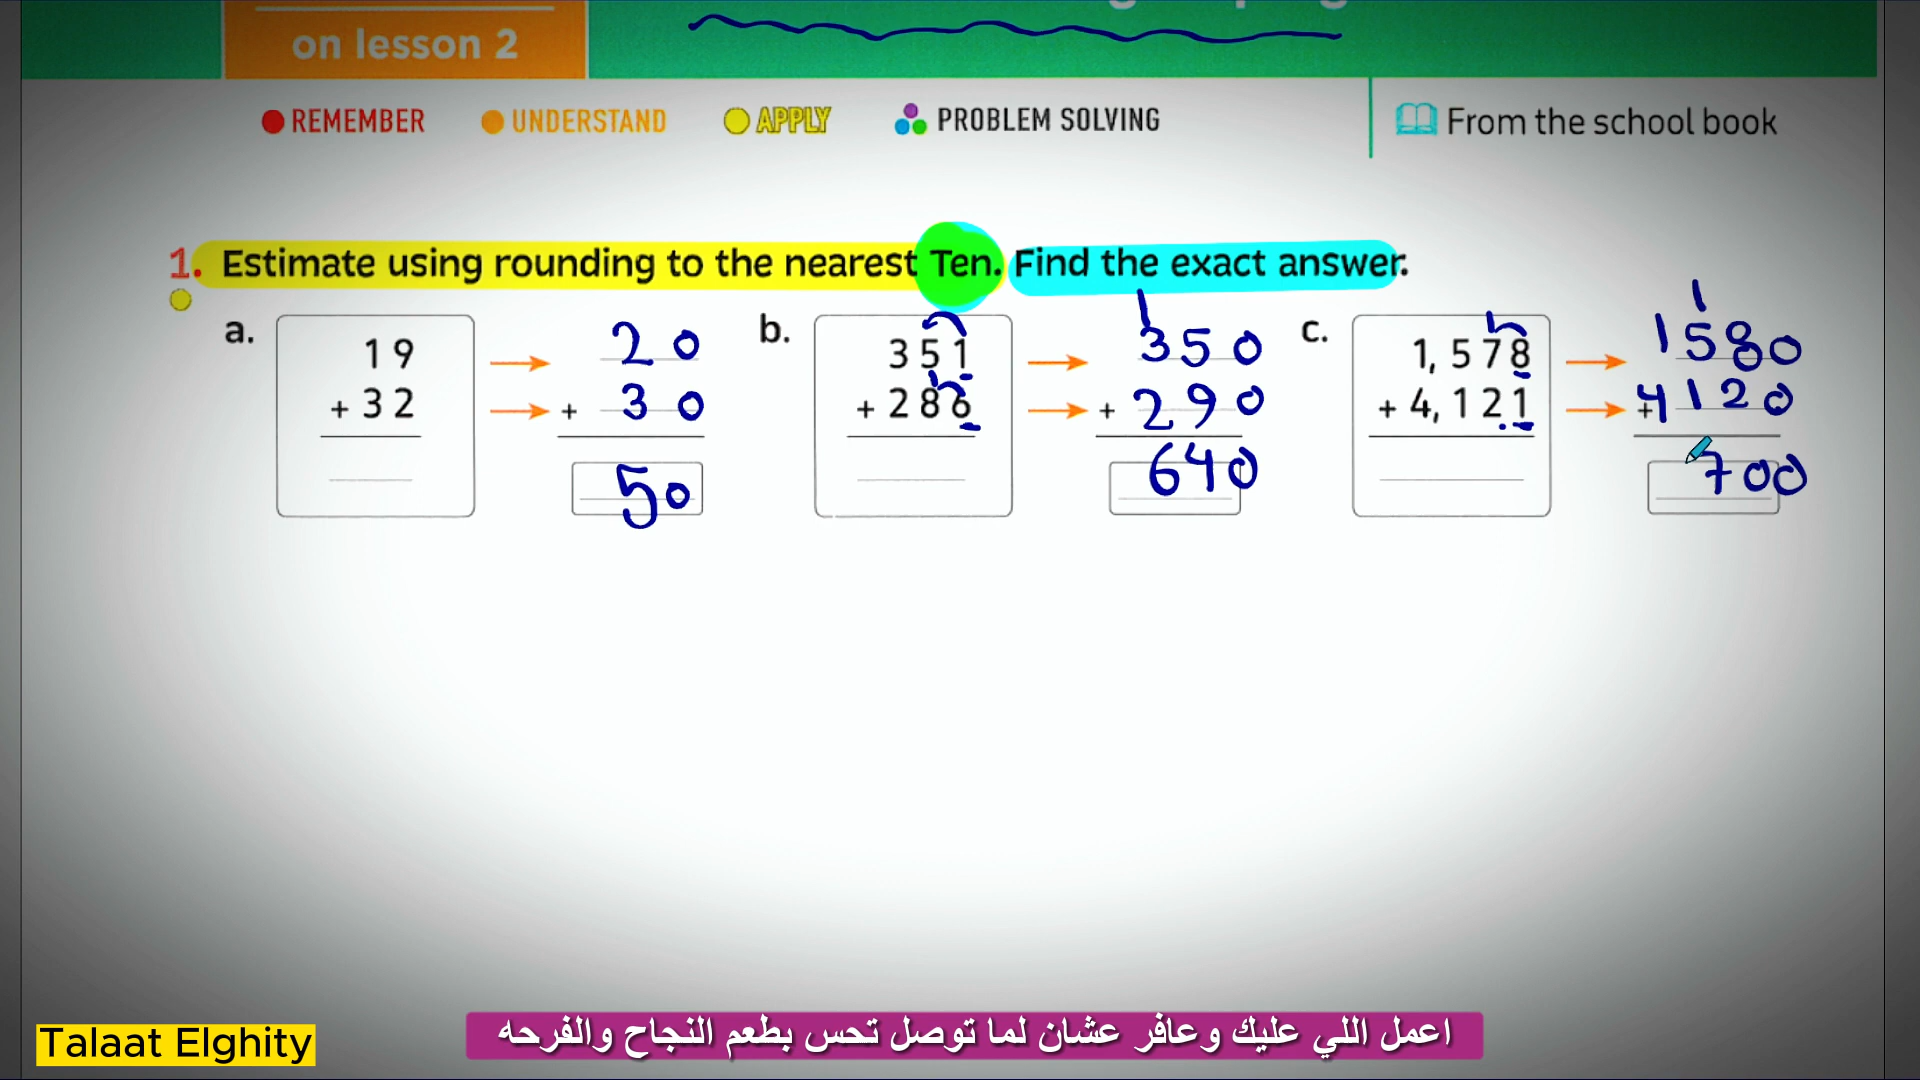 on lesson 2
REMEMBER UNDERSTAND APPLY PROBLEM SOLVING From the school book
1. Estimate using rounding to the nearest Ten. Find the exact answer.
a.
19
+ 32
20
+ 30
50
b.
351
+ 286
1
350
+ 290
640
c.
1,578
+ 4,121
1
1580
+ 4120
700
Talaat Elghity
اعمل اللي عليك وعافر عشان لما توصل تحس بطعم النجاح والفرحه